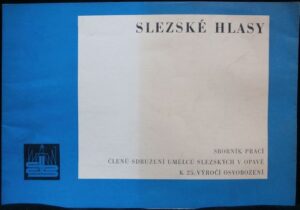 SLEZSKÉ HLASY
SBORNÍK PRACÍ
ČLENŮ SDRUŽENÍ UMĚLCŮ SLEZSKÝCH V OPAVĚ
K 25. VÝROČÍ OSVOBOZENÍ